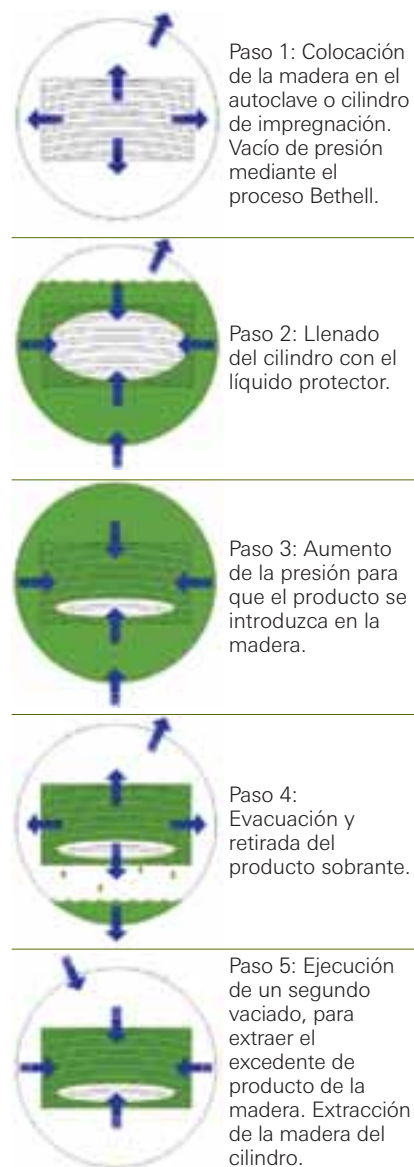 Paso 1: Colocación
de la madera en el
autoclave o cilindro
de impregnación.
Vacío de presión
mediante el
proceso Bethell.
Paso 2: Llenado
del cilindro con el
líquido protector.
Paso 3: Aumento
de la presión para
que el producto se
introduzca en la
madera.
Paso 4:
Evacuación y
retirada del
producto sobrante.
Paso 5: Ejecución
de un segundo
vaciado, para
extraer el
excedente de
producto de la
madera. Extracción
de la madera del
cilindro.